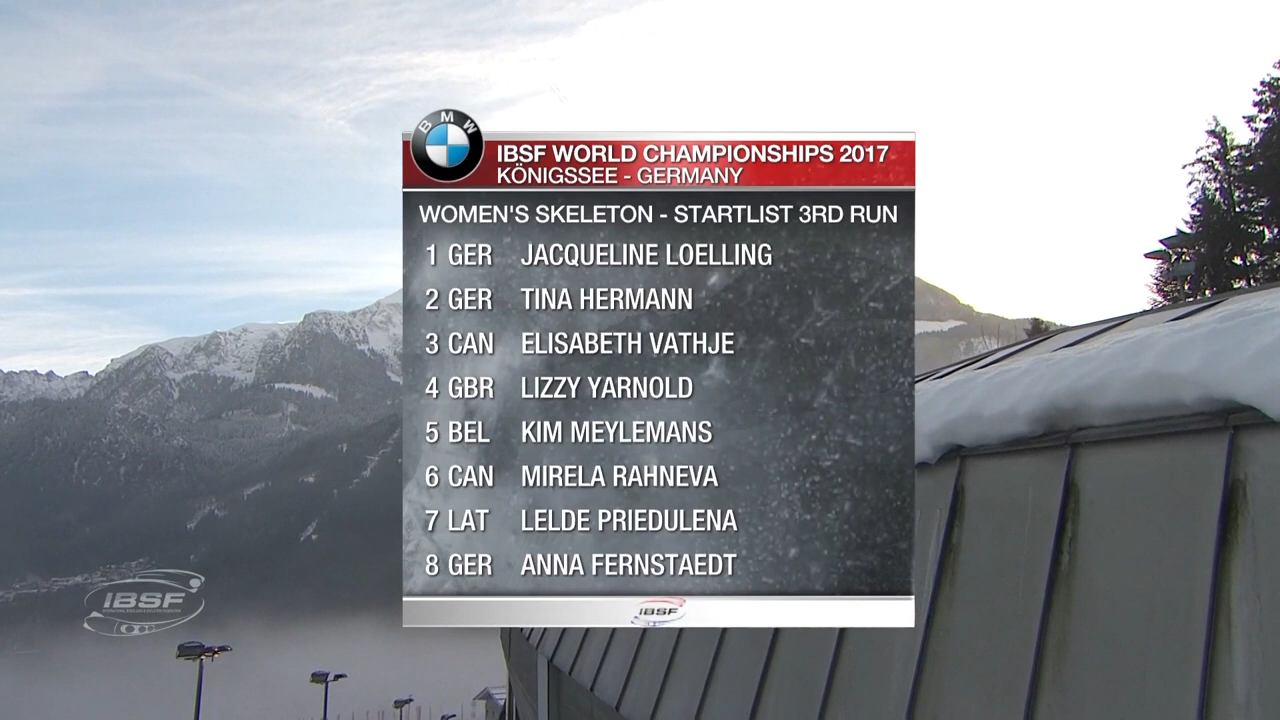 BMW
IBSF WORLD CHAMPIONSHIPS 2017
KÖNIGSSEE - GERMANY
WOMEN'S SKELETON - STARTLIST 3RD RUN
1 GER JACQUELINE LOELLING
2 GER TINA HERMANN
3 CAN ELISABETH VATHJE
4 GBR LIZZY YARNOLD
5 BEL KIM MEYLEMANS
6 CAN MIRELA RAHNEVA
7 LAT LELDE PRIEDULENA
8 GER ANNA FERNSTAEDT
IBSF
IBSF